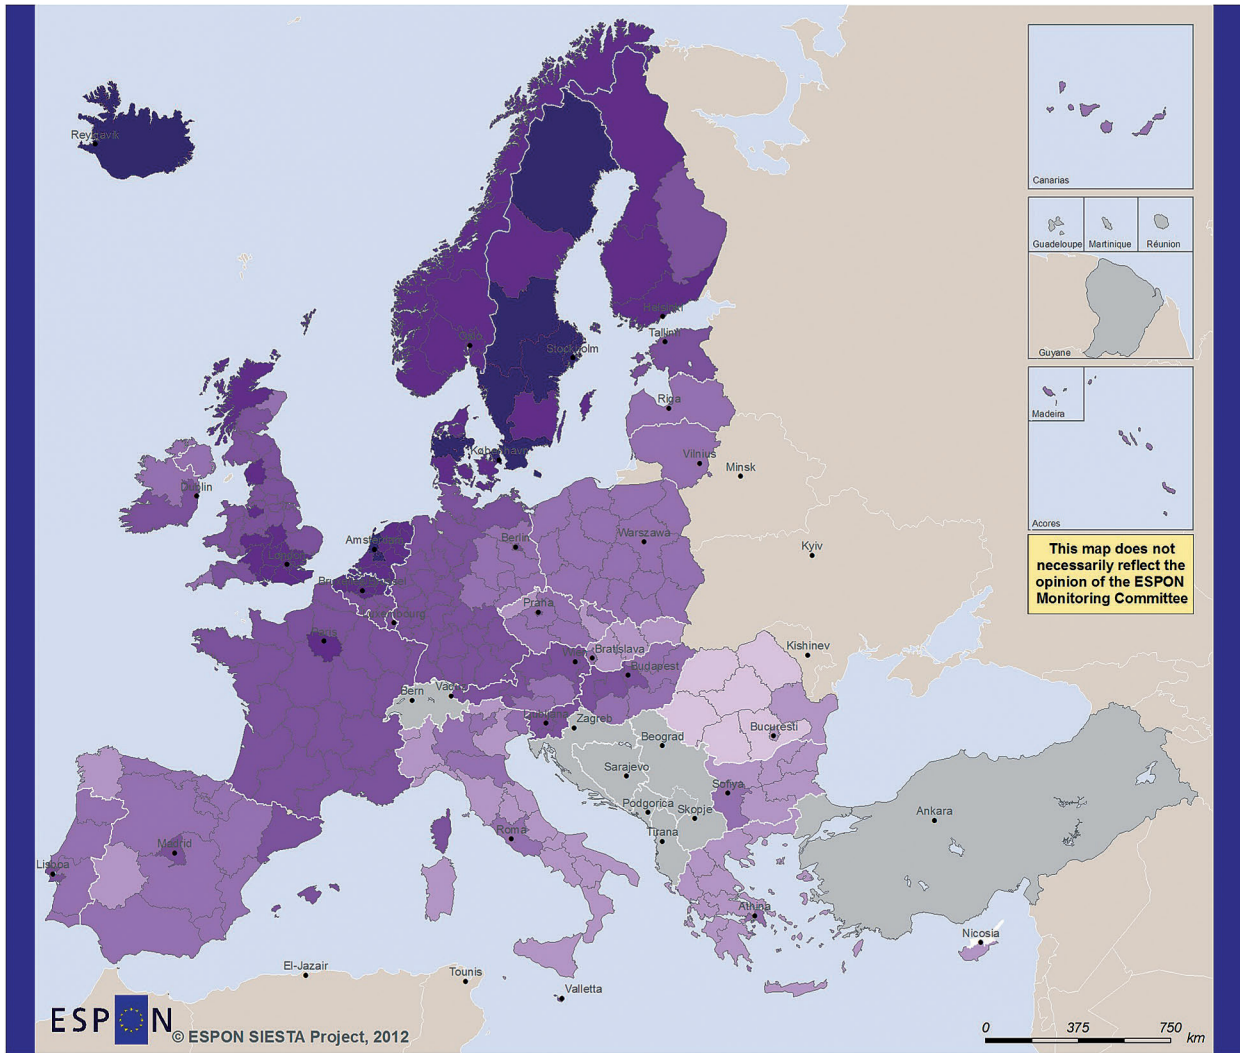 Reykjavik
Canarias
Guadeloupe
Martinique
Réunion
Guyane
Madeira
Acores
This map does not
necessarily reflect the
opinion of the ESPON
Monitoring Committee
Oslo
Helsinki
Tallinn
Stockholm
Riga
København
Vilnius
Minsk
Dublin
Amsterdam
Berlin
Warszawa
London
Kyiv
Praha
Paris
Kishinev
Bratislava
Wien
Budapest
Bern
Vaduz
Ljubljana
Zagreb
Bucuresti
Beograd
Sarajevo
Sofiya
Podgorica
Skopje
Ankara
Roma
Tirana
Madrid
Lisboa
Athina
Nicosia
El-Jazair
Tounis
Valletta
ESPON
© ESPON SIESTA Project, 2012
0 375 750
km